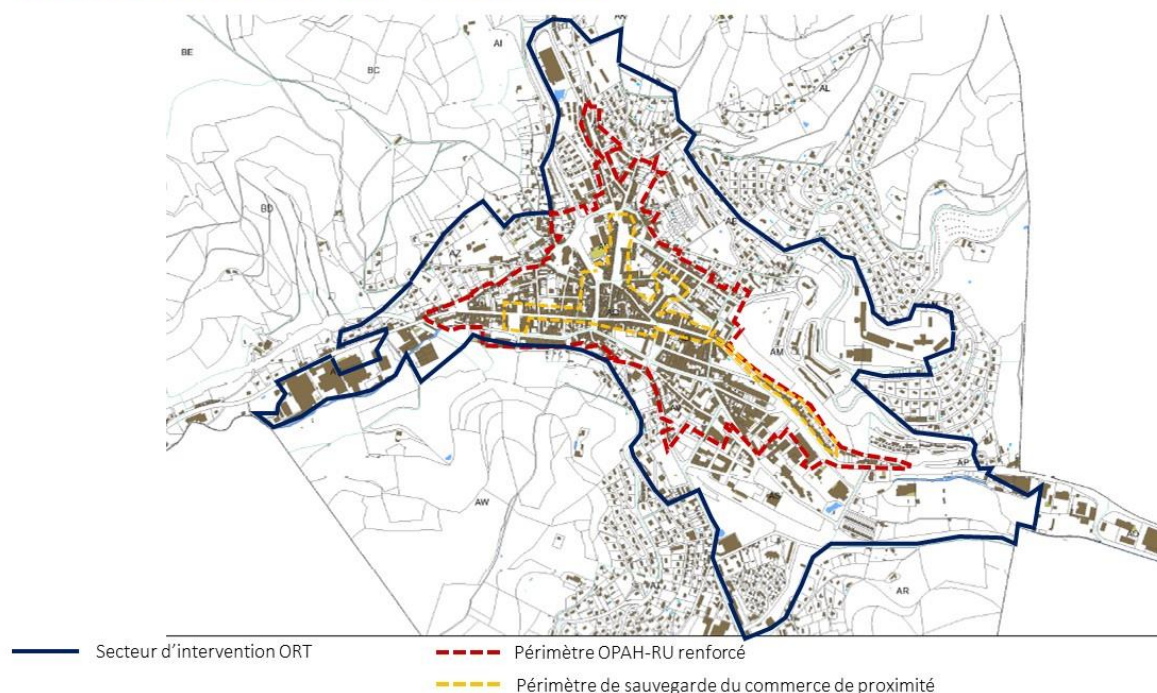 BE
BC
AI
AL
BD
AZ
AE
AM
AW
AP
AS
AR
Secteur d'intervention ORT
Périmètre OPAH-RU renforcé
Périmètre de sauvegarde du commerce de proximité